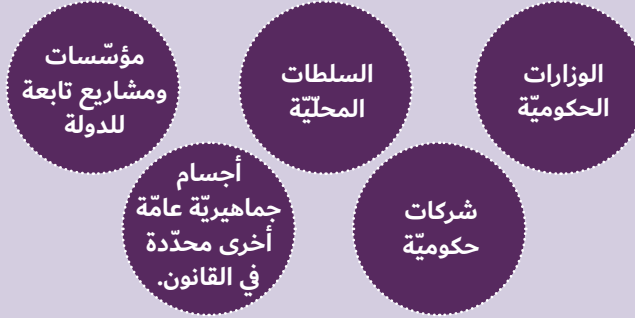 الوزارات
الحكوميّة
السلطات
المحلّيّة
مؤسّسات
ومشاريع تابعة
للدولة
شركات
حكوميّة
أجسام
جماهيريّة عامّة
أخرى محدّدة
في القانون.